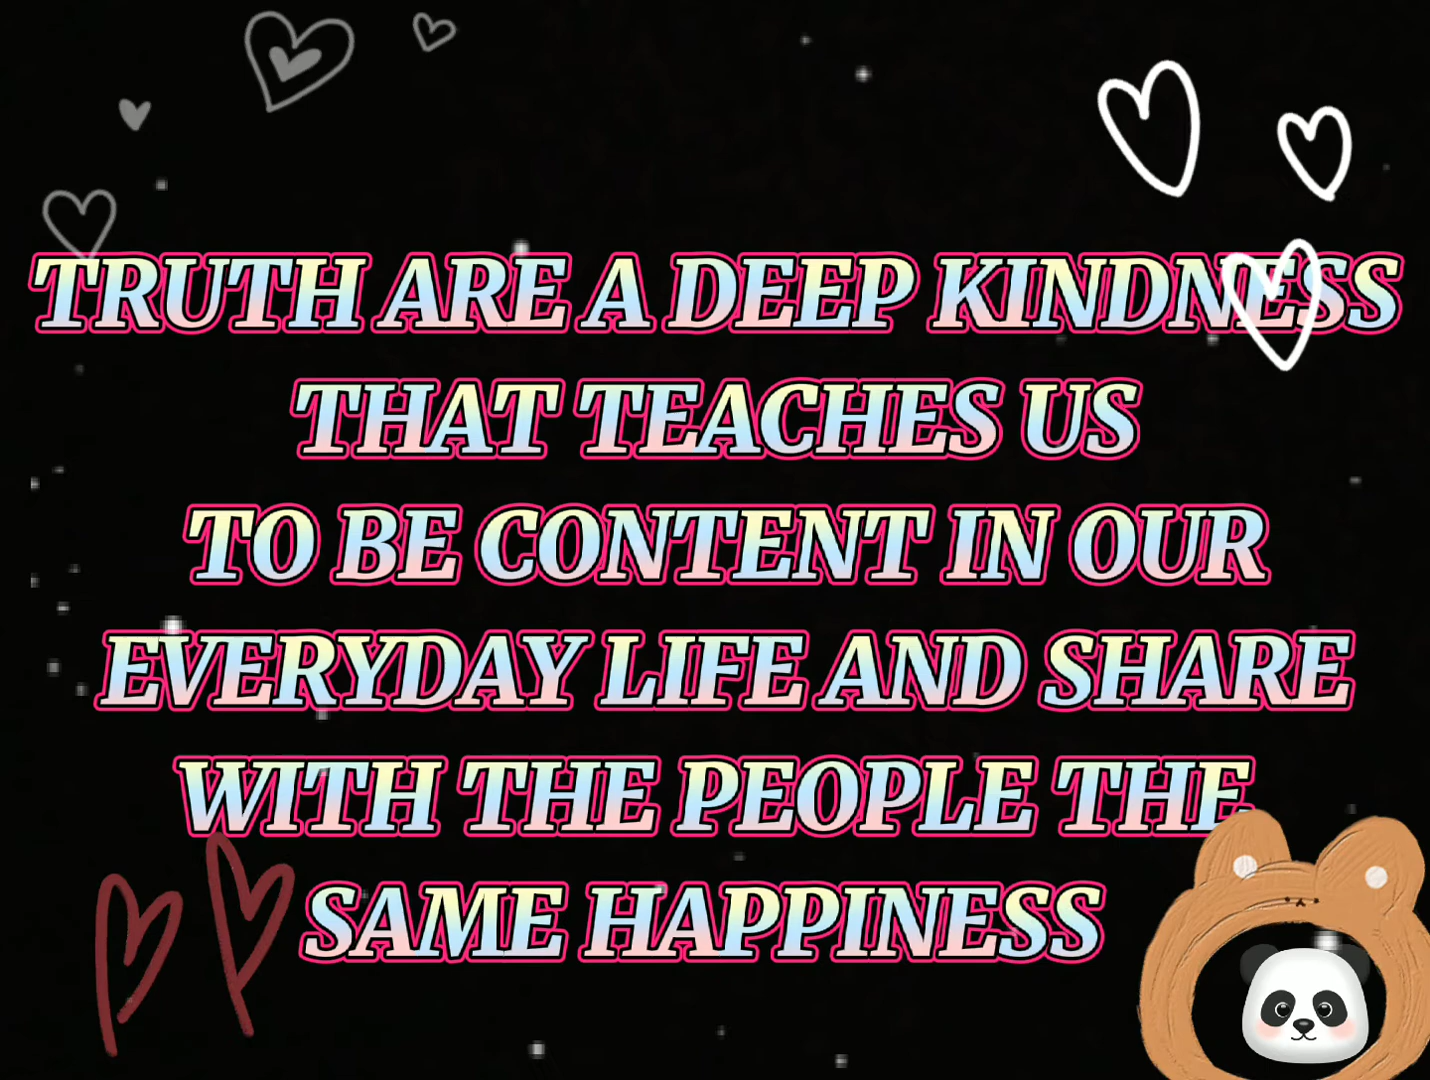 TRUTH ARE A DEEP KINDNESS
THAT TEACHES US
TO BE CONTENT IN OUR
EVERYDAY LIFE AND SHARE
WITH THE PEOPLE THE
SAME HAPPINESS